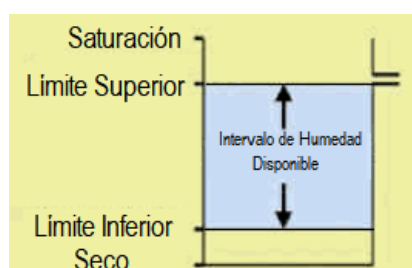 Saturación
Límite Superior
Intervalo de Humedad
Disponible
Límite Inferior
Seco